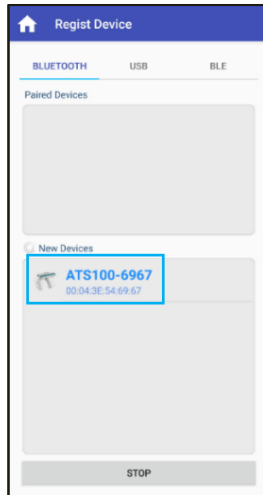 Regist Device
BLUETOOTH USB BLE
Paired Devices
New Devices
ATS100-6967
00:04:3E:54:69:67
STOP